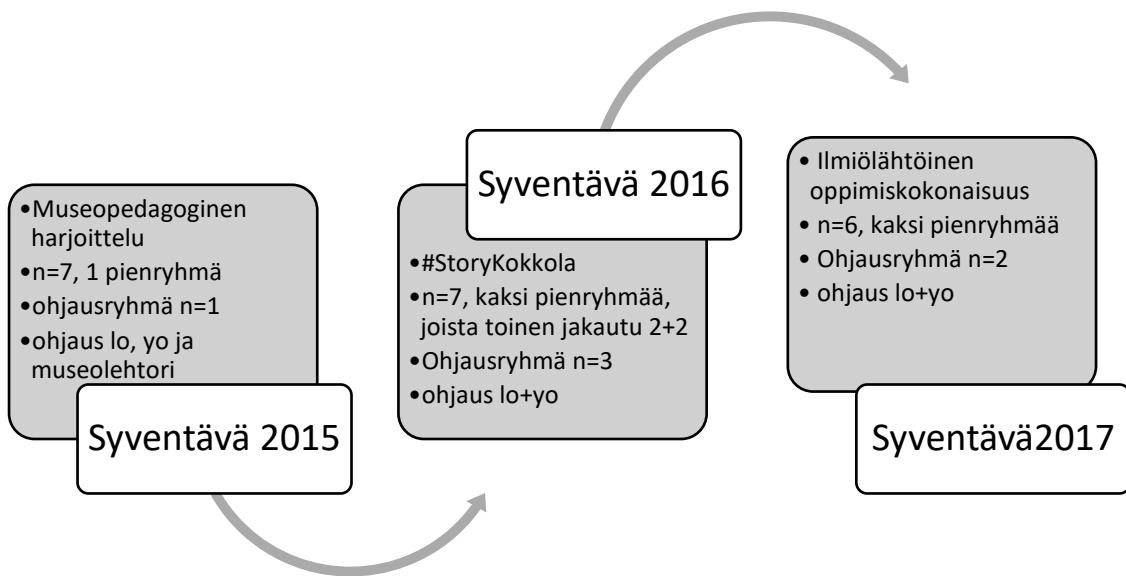 •Museopedagoginen
harjoittelu
•n=7, 1 pienryhmä
•ohjausryhmä n=1
•ohjaus lo, yo ja
museolehtori
Syventävä 2015
Syventävä 2016
•#StoryKokkola
•n=7, kaksi pienryhmää,
joista toinen jakautu 2+2
•Ohjausryhmä n=3
•ohjaus lo+yo
• Ilmiölähtöinen
oppimiskokonaisuus
• n=6, kaksi pienryhmää
• Ohjausryhmä n=2
• ohjaus lo+yo
Syventävä2017